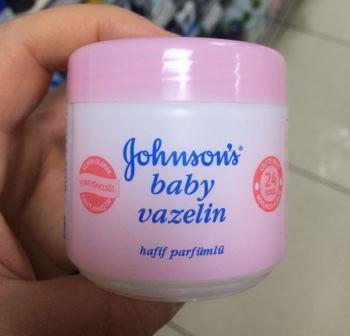 Johnson's®
baby
vazelin
hafif parfümlü
24